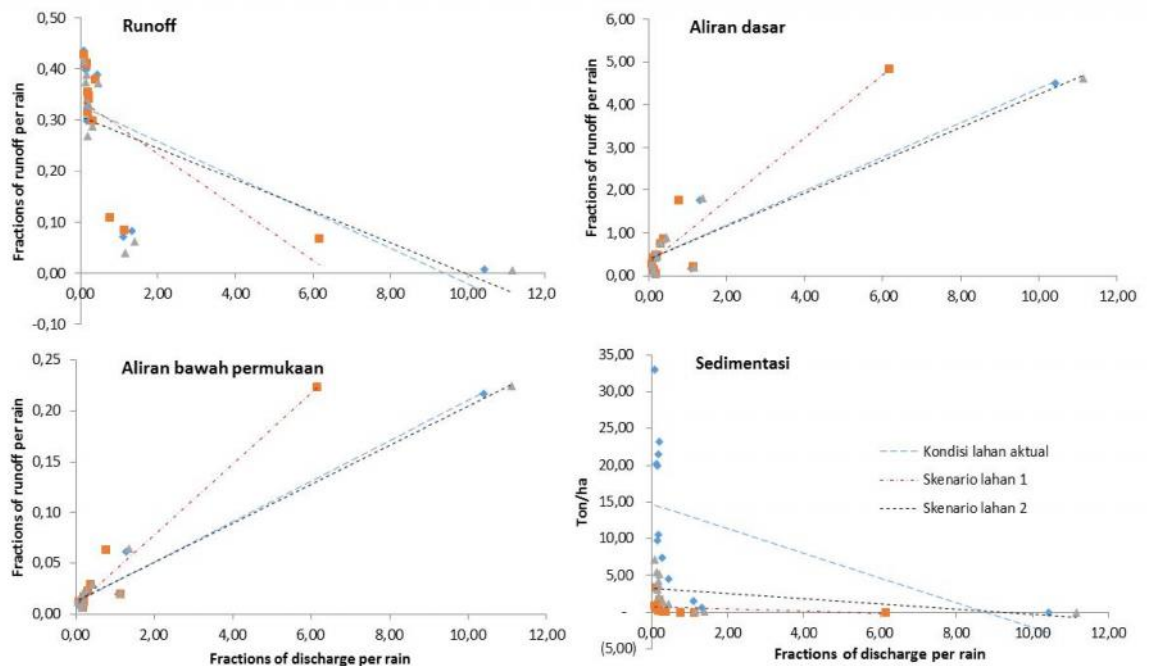 Runoff
Fractions of runoff per rain
0,50
0,40
0,30
0,20
0,10
0,00
-0,10
0,00 2,00 4,00 6,00 8,00 10,00 12,0
Aliran dasar
Fractions of runoff per rain
6,00
5,00
4,00
3,00
2,00
1,00
0,00
0,00 2,00 4,00 6,00 8,00 10,00 12,00
Aliran bawah permukaan
Fractions of runoff per rain
0,25
0,20
0,15
0,10
0,05
0,00
0,00 2,00 4,00 6,00 8,00 10,00 12,00
Fractions of discharge per rain
Sedimentasi
Ton/ha
35,00
30,00
25,00
20,00
15,00
10,00
5,00
-
(5,00)
0,00 2,00 4,00 6,00 8,00 10,00 12,00
Kondisi lahan aktual
Skenario lahan 1
Skenario lahan 2
Fractions of discharge per rain